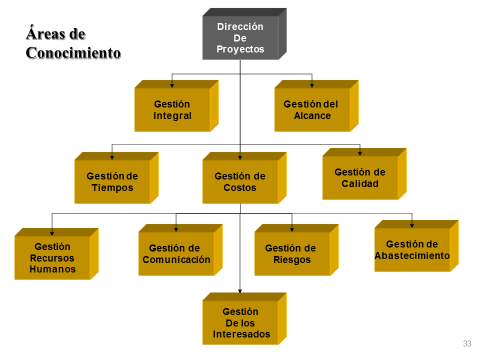 Áreas de
Conocimiento
Dirección
De
Proyectos
Gestión
Integral
Gestión del
Alcance
Gestión de
Tiempos
Gestión de
Costos
Gestión de
Calidad
Gestión
Recursos
Humanos
Gestión de
Comunicación
Gestión de
Riesgos
Gestión de
Abastecimiento
Gestión
De los
Interesados
33